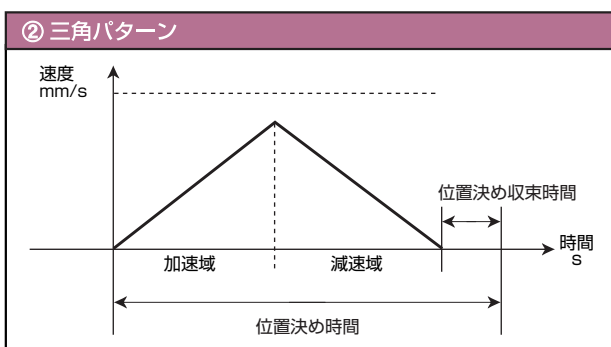 ② 三角パターン
速度
mm/s
位置決め収束時間
時間
s
加速域
減速域
位置決め時間